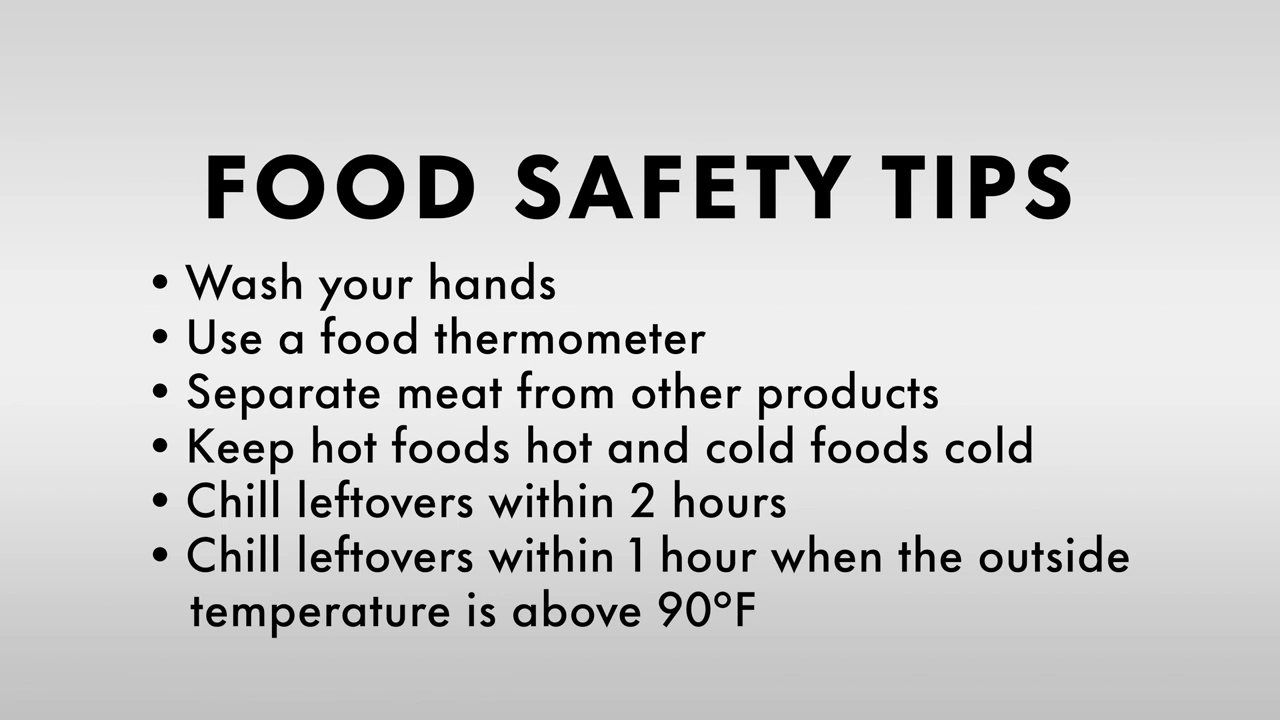 FOOD SAFETY TIPS
• Wash your hands
• Use a food thermometer
• Separate meat from other products
• Keep hot foods hot and cold foods cold
• Chill leftovers within 2 hours
• Chill leftovers within 1 hour when the outside
temperature is above 90°F